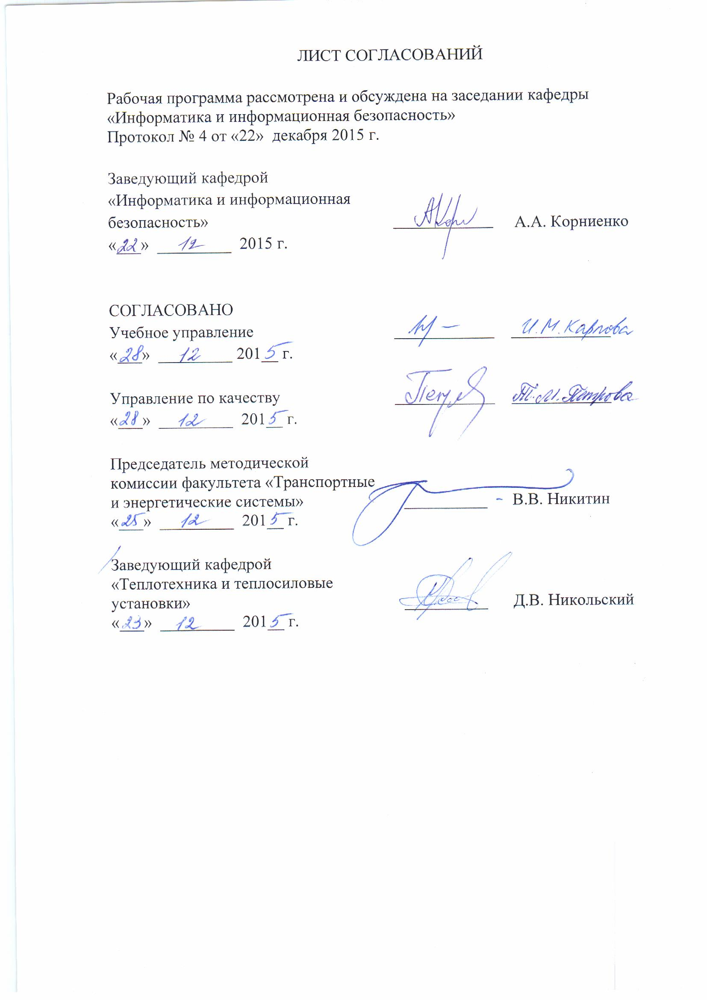 ЛИСТ СОГЛАСОВАНИЙ
Рабочая программа рассмотрена и обсуждена на заседании кафедры
«Информатика и информационная безопасность»
Протокол № 4 от «22» декабря 2015 г.
Заведующий кафедрой
«Информатика и информационная
безопасность» А.А. Корниенко
«22» 12 2015 г.
СОГЛАСОВАНО
Учебное управление И.М. Карпова
«28» 12 2015 г.
Управление по качеству Т.М. Петрова
«28» 12 2015 г.
Председатель методической
комиссии факультета «Транспортные
и энергетические системы» - В.В. Никитин
«25» 12 2015 г.
Заведующий кафедрой
«Теплотехника и теплосиловые
установки» Д.В. Никольский
«23» 12 2015 г.